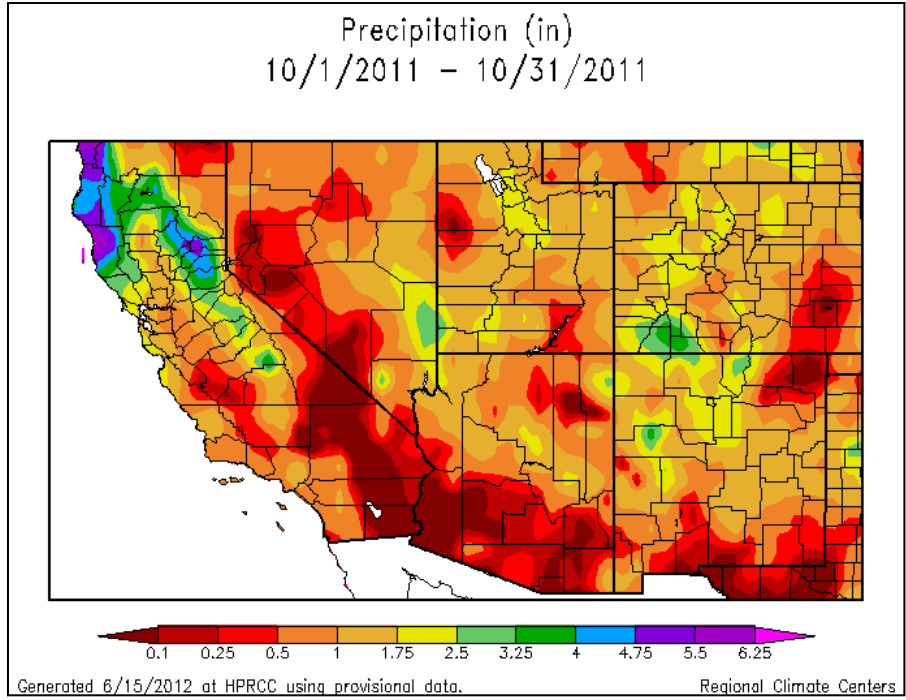 Precipitation (in)
10/1/2011 – 10/31/2011
0.1 0.25 0.5 1 1.75 2.5 3.25 4 4.75 5.5 6.25
Generated 6/15/2012 at HPRCC using provisional data. Regional Climate Centers